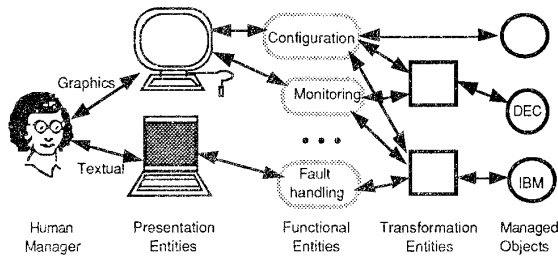 Graphics
Textual
Configuration
Monitoring
Fault
handling
DEC
IBM
Human
Manager
Presentation
Entities
Functional
Entities
Transformation
Entities
Managed
Objects